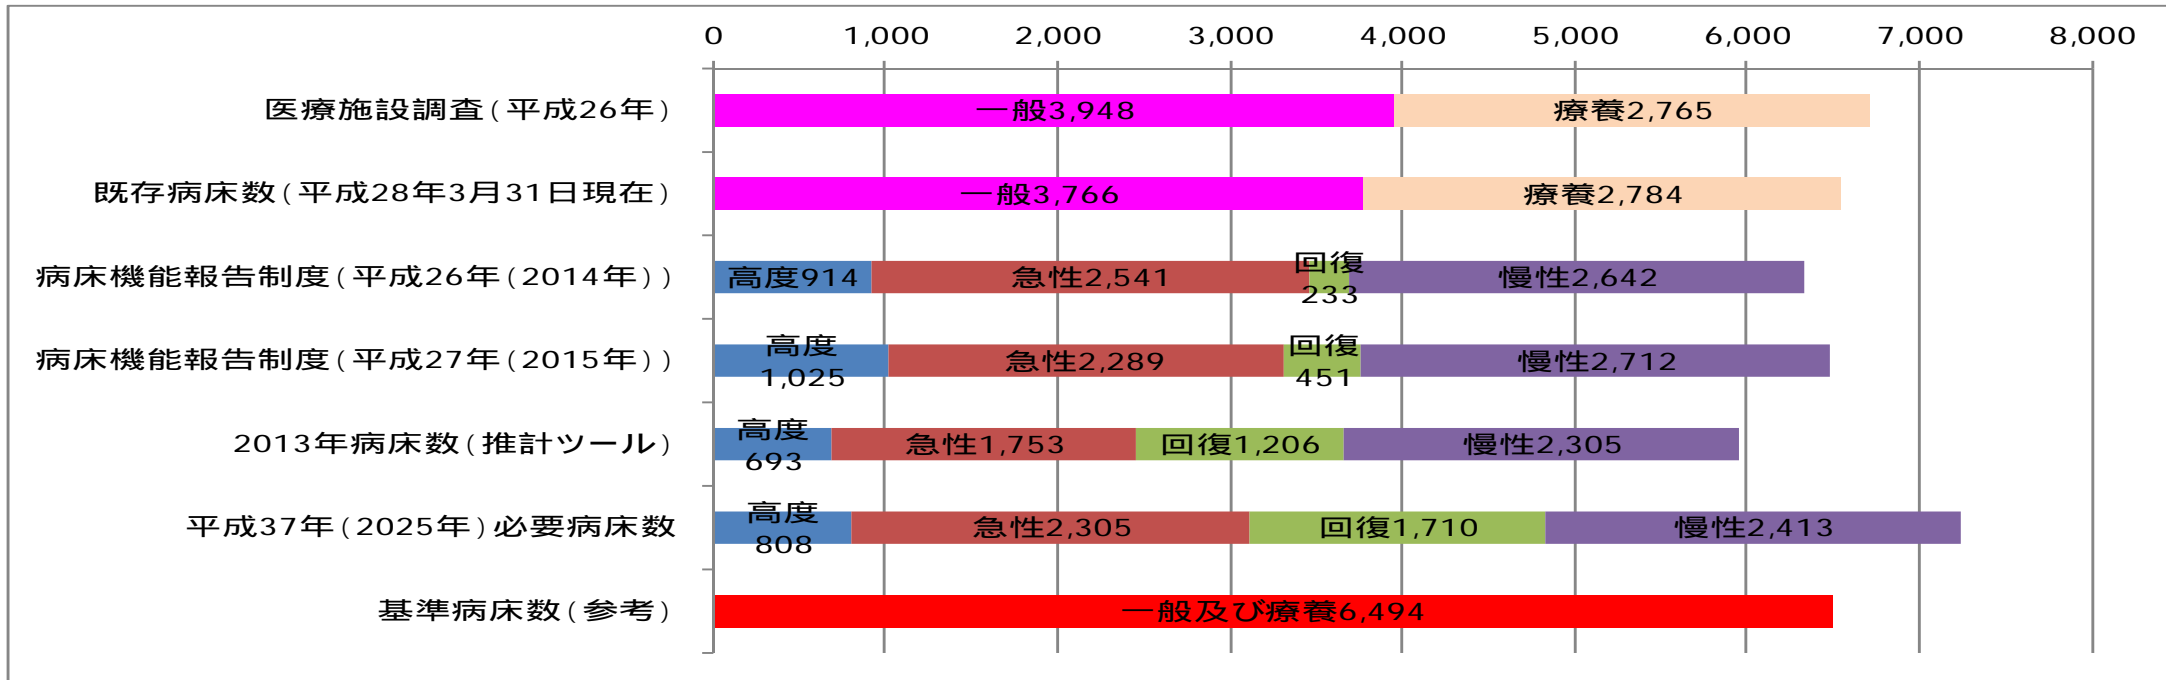 0 1,000 2,000 3,000 4,000 5,000 6,000 7,000 8,000
医療施設調査(平成26年) 一般3,948 療養2,765
既存病床数(平成28年3月31日現在) 一般3,766 療養2,784
病床機能報告制度(平成26年(2014年)) 高度914 急性2,541 回復 慢性2,642
233
病床機能報告制度(平成27年(2015年)) 高度 急性2,289 回復 慢性2,712
1,025 451
2013年病床数(推計ツール) 高度 急性1,753 回復1,206 慢性2,305
693
平成37年(2025年)必要病床数 高度 急性2,305 回復1,710 慢性2,413
808
基準病床数(参考) 一般及び療養6,494